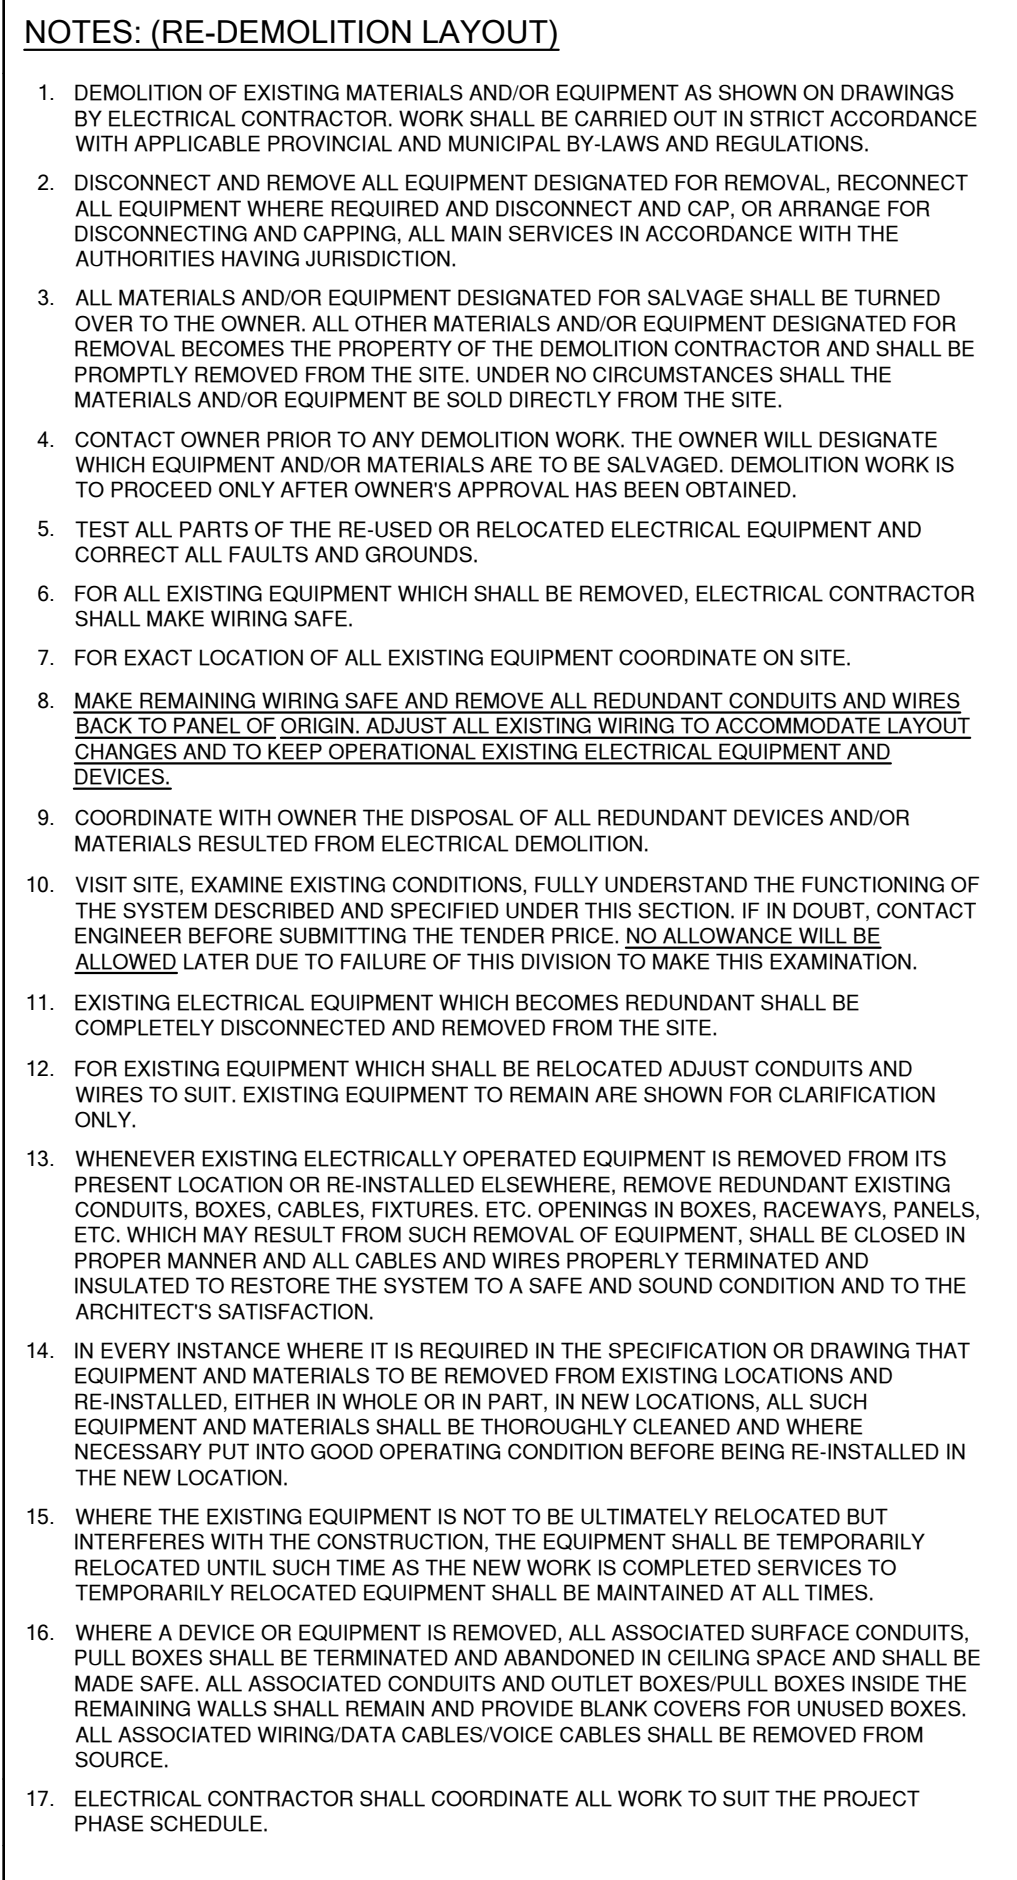 NOTES: (RE-DEMOLITION LAYOUT)
1. DEMOLITION OF EXISTING MATERIALS AND/OR EQUIPMENT AS SHOWN ON DRAWINGS
BY ELECTRICAL CONTRACTOR. WORK SHALL BE CARRIED OUT IN STRICT ACCORDANCE
WITH APPLICABLE PROVINCIAL AND MUNICIPAL BY-LAWS AND REGULATIONS.
2. DISCONNECT AND REMOVE ALL EQUIPMENT DESIGNATED FOR REMOVAL, RECONNECT
ALL EQUIPMENT WHERE REQUIRED AND DISCONNECT AND CAP, OR ARRANGE FOR
DISCONNECTING AND CAPPING, ALL MAIN SERVICES IN ACCORDANCE WITH THE
AUTHORITIES HAVING JURISDICTION.
3. ALL MATERIALS AND/OR EQUIPMENT DESIGNATED FOR SALVAGE SHALL BE TURNED
OVER TO THE OWNER. ALL OTHER MATERIALS AND/OR EQUIPMENT DESIGNATED FOR
REMOVAL BECOMES THE PROPERTY OF THE DEMOLITION CONTRACTOR AND SHALL BE
PROMPTLY REMOVED FROM THE SITE. UNDER NO CIRCUMSTANCES SHALL THE
MATERIALS AND/OR EQUIPMENT BE SOLD DIRECTLY FROM THE SITE.
4. CONTACT OWNER PRIOR TO ANY DEMOLITION WORK. THE OWNER WILL DESIGNATE
WHICH EQUIPMENT AND/OR MATERIALS ARE TO BE SALVAGED. DEMOLITION WORK IS
TO PROCEED ONLY AFTER OWNER'S APPROVAL HAS BEEN OBTAINED.
5. TEST ALL PARTS OF THE RE-USED OR RELOCATED ELECTRICAL EQUIPMENT AND
CORRECT ALL FAULTS AND GROUNDS.
6. FOR ALL EXISTING EQUIPMENT WHICH SHALL BE REMOVED, ELECTRICAL CONTRACTOR
SHALL MAKE WIRING SAFE.
7. FOR EXACT LOCATION OF ALL EXISTING EQUIPMENT COORDINATE ON SITE.
8. MAKE REMAINING WIRING SAFE AND REMOVE ALL REDUNDANT CONDUITS AND WIRES
BACK TO PANEL OF ORIGIN. ADJUST ALL EXISTING WIRING TO ACCOMMODATE LAYOUT
CHANGES AND TO KEEP OPERATIONAL EXISTING ELECTRICAL EQUIPMENT AND
DEVICES.
9. COORDINATE WITH OWNER THE DISPOSAL OF ALL REDUNDANT DEVICES AND/OR
MATERIALS RESULTED FROM ELECTRICAL DEMOLITION.
10. VISIT SITE, EXAMINE EXISTING CONDITIONS, FULLY UNDERSTAND THE FUNCTIONING OF
THE SYSTEM DESCRIBED AND SPECIFIED UNDER THIS SECTION. IF IN DOUBT, CONTACT
ENGINEER BEFORE SUBMITTING THE TENDER PRICE. NO ALLOWANCE WILL BE
ALLOWED LATER DUE TO FAILURE OF THIS DIVISION TO MAKE THIS EXAMINATION.
11. EXISTING ELECTRICAL EQUIPMENT WHICH BECOMES REDUNDANT SHALL BE
COMPLETELY DISCONNECTED AND REMOVED FROM THE SITE.
12. FOR EXISTING EQUIPMENT WHICH SHALL BE RELOCATED ADJUST CONDUITS AND
WIRES TO SUIT. EXISTING EQUIPMENT TO REMAIN ARE SHOWN FOR CLARIFICATION
ONLY.
13. WHENEVER EXISTING ELECTRICALLY OPERATED EQUIPMENT IS REMOVED FROM ITS
PRESENT LOCATION OR RE-INSTALLED ELSEWHERE, REMOVE REDUNDANT EXISTING
CONDUITS, BOXES, CABLES, FIXTURES. ETC. OPENINGS IN BOXES, RACEWAYS, PANELS,
ETC. WHICH MAY RESULT FROM SUCH REMOVAL OF EQUIPMENT, SHALL BE CLOSED IN
PROPER MANNER AND ALL CABLES AND WIRES PROPERLY TERMINATED AND
INSULATED TO RESTORE THE SYSTEM TO A SAFE AND SOUND CONDITION AND TO THE
ARCHITECT'S SATISFACTION.
14. IN EVERY INSTANCE WHERE IT IS REQUIRED IN THE SPECIFICATION OR DRAWING THAT
EQUIPMENT AND MATERIALS TO BE REMOVED FROM EXISTING LOCATIONS AND
RE-INSTALLED, EITHER IN WHOLE OR IN PART, IN NEW LOCATIONS, ALL SUCH
EQUIPMENT AND MATERIALS SHALL BE THOROUGHLY CLEANED AND WHERE
NECESSARY PUT INTO GOOD OPERATING CONDITION BEFORE BEING RE-INSTALLED IN
THE NEW LOCATION.
15. WHERE THE EXISTING EQUIPMENT IS NOT TO BE ULTIMATELY RELOCATED BUT
INTERFERES WITH THE CONSTRUCTION, THE EQUIPMENT SHALL BE TEMPORARILY
RELOCATED UNTIL SUCH TIME AS THE NEW WORK IS COMPLETED SERVICES TO
TEMPORARILY RELOCATED EQUIPMENT SHALL BE MAINTAINED AT ALL TIMES.
16. WHERE A DEVICE OR EQUIPMENT IS REMOVED, ALL ASSOCIATED SURFACE CONDUITS,
PULL BOXES SHALL BE TERMINATED AND ABANDONED IN CEILING SPACE AND SHALL BE
MADE SAFE. ALL ASSOCIATED CONDUITS AND OUTLET BOXES/PULL BOXES INSIDE THE
REMAINING WALLS SHALL REMAIN AND PROVIDE BLANK COVERS FOR UNUSED BOXES.
ALL ASSOCIATED WIRING/DATA CABLES/VOICE CABLES SHALL BE REMOVED FROM
SOURCE.
17. ELECTRICAL CONTRACTOR SHALL COORDINATE ALL WORK TO SUIT THE PROJECT
PHASE SCHEDULE.